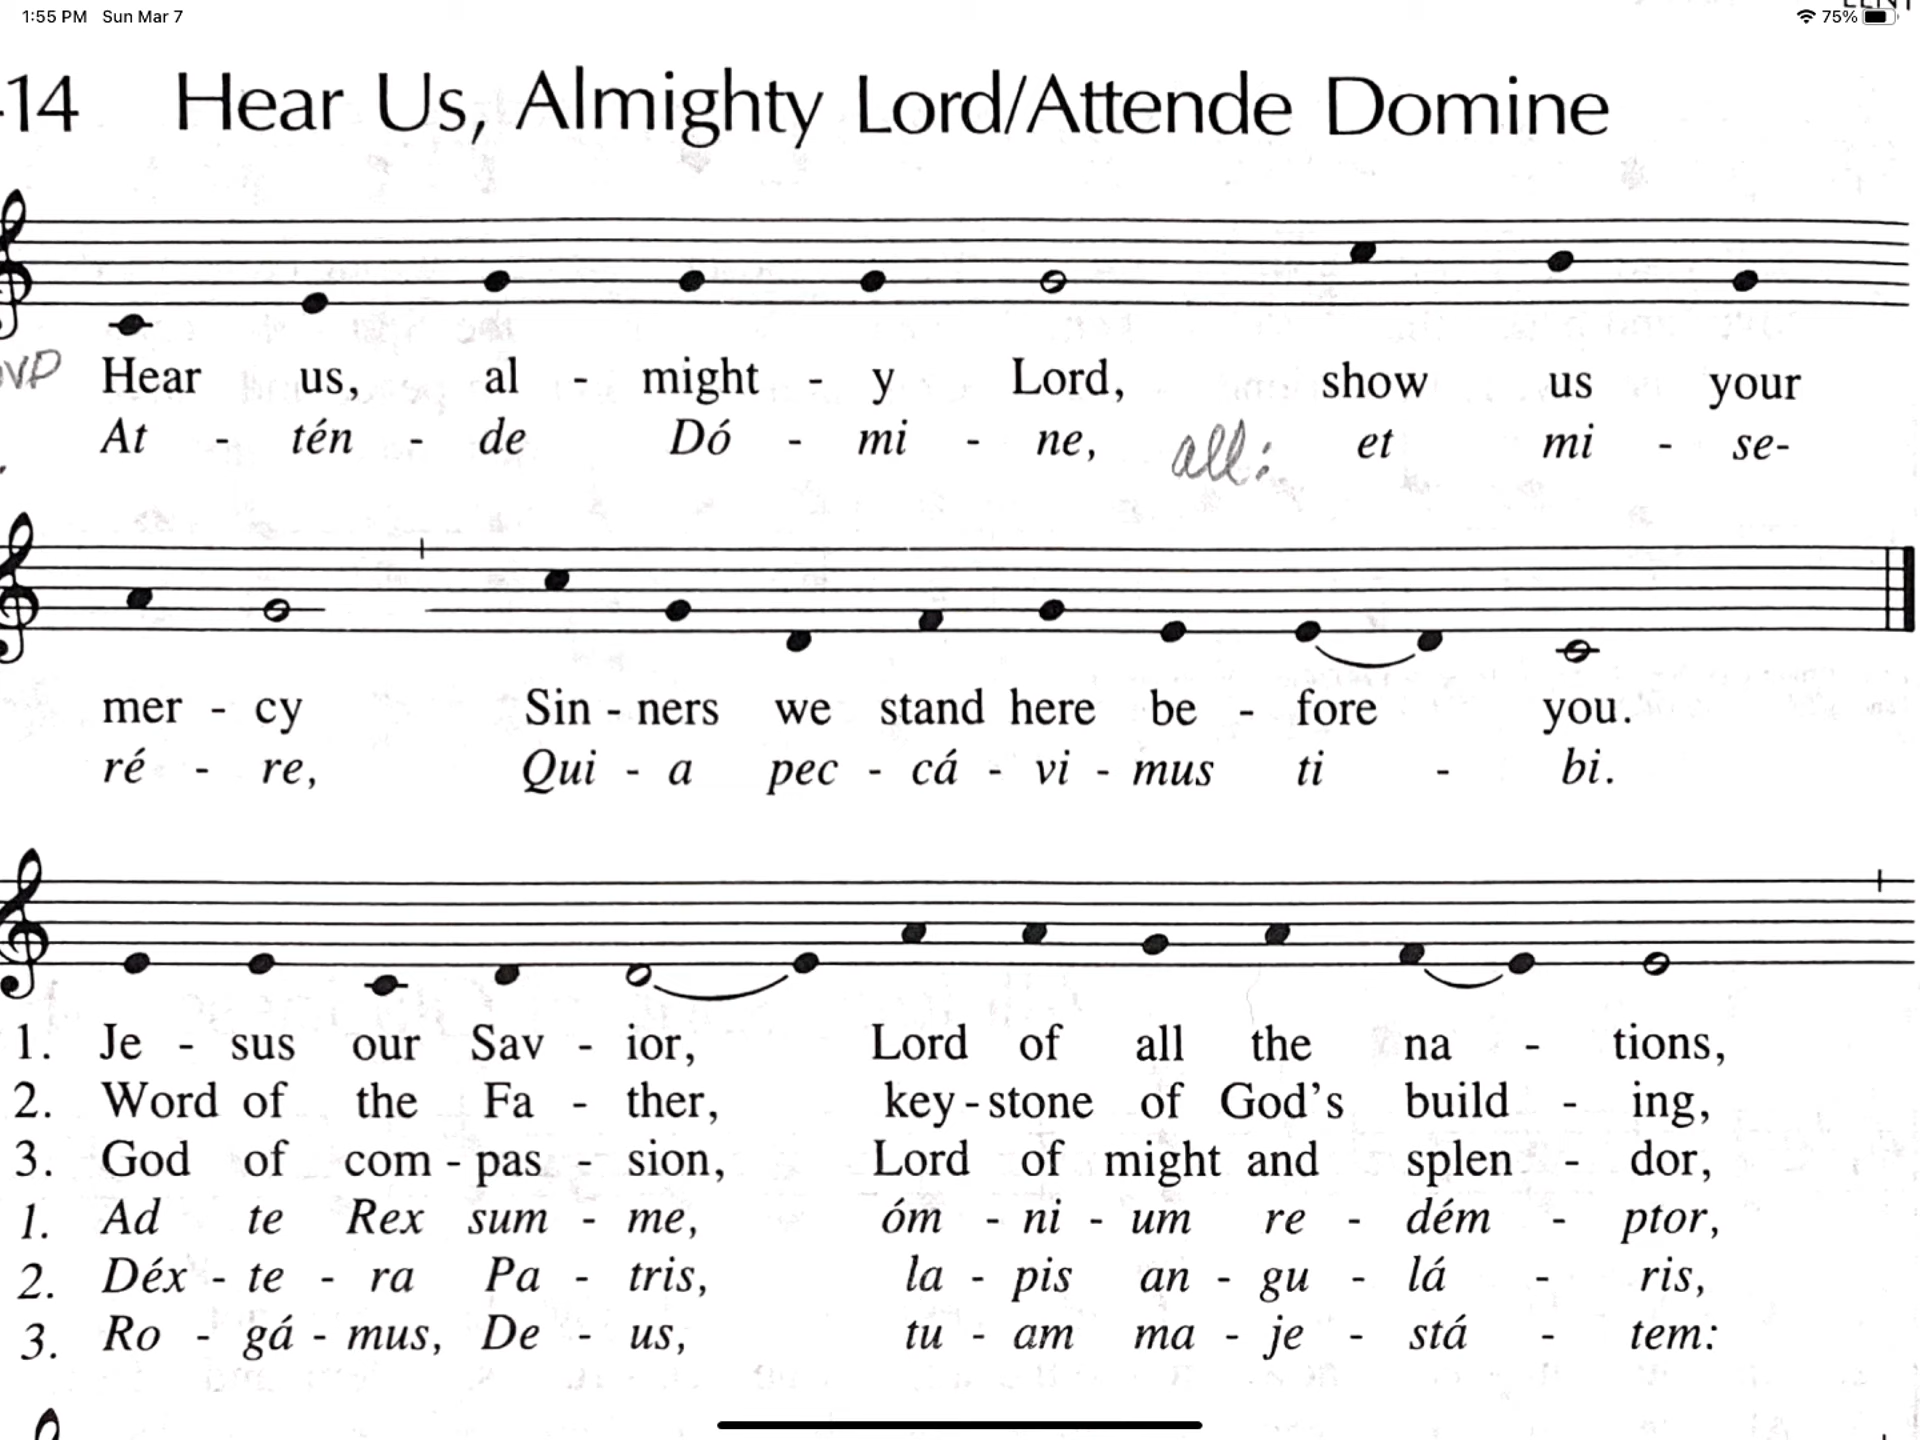 1:55 PM Sun Mar 7
75%
14 Hear Us, Almighty Lord/Attende Domine
Hear us, al - might - y Lord, show us your
At - tén - de Dó - mi - ne, all: et mi - se-
mer - cy Sin - ners we stand here be - fore you.
ré - re, Qui - a pec - cá - vi - mus ti - bi.
1. Je - sus our Sav - ior, Lord of all the na - tions,
2. Word of the Fa - ther, key - stone of God's build - ing,
3. God of com - pas - sion, Lord of might and splen - dor,
1. Ad te Rex sum - me, óm - ni - um re - dém - ptor,
2. Déx - te - ra Pa - tris, la - pis an - gu - lá - ris,
3. Ro - gá - mus, De - us, tu - am ma - je - stá - tem: